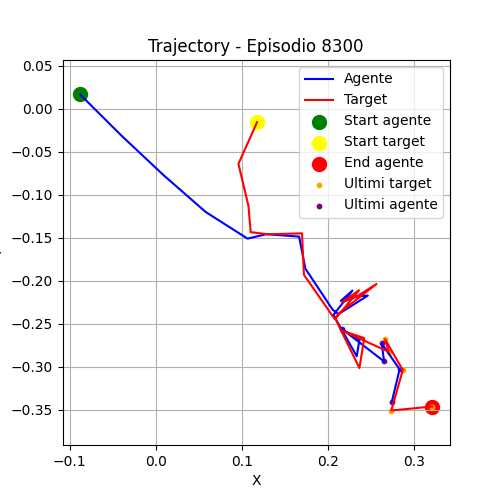 Trajectory - Episodio 8300
0.05
0.00
−0.05
−0.10
−0.15
−0.20
−0.25
−0.30
−0.35
−0.1
0.0
0.1
0.2
0.3
X
Agente
Target
Start agente
Start target
End agente
Ultimi target
Ultimi agente